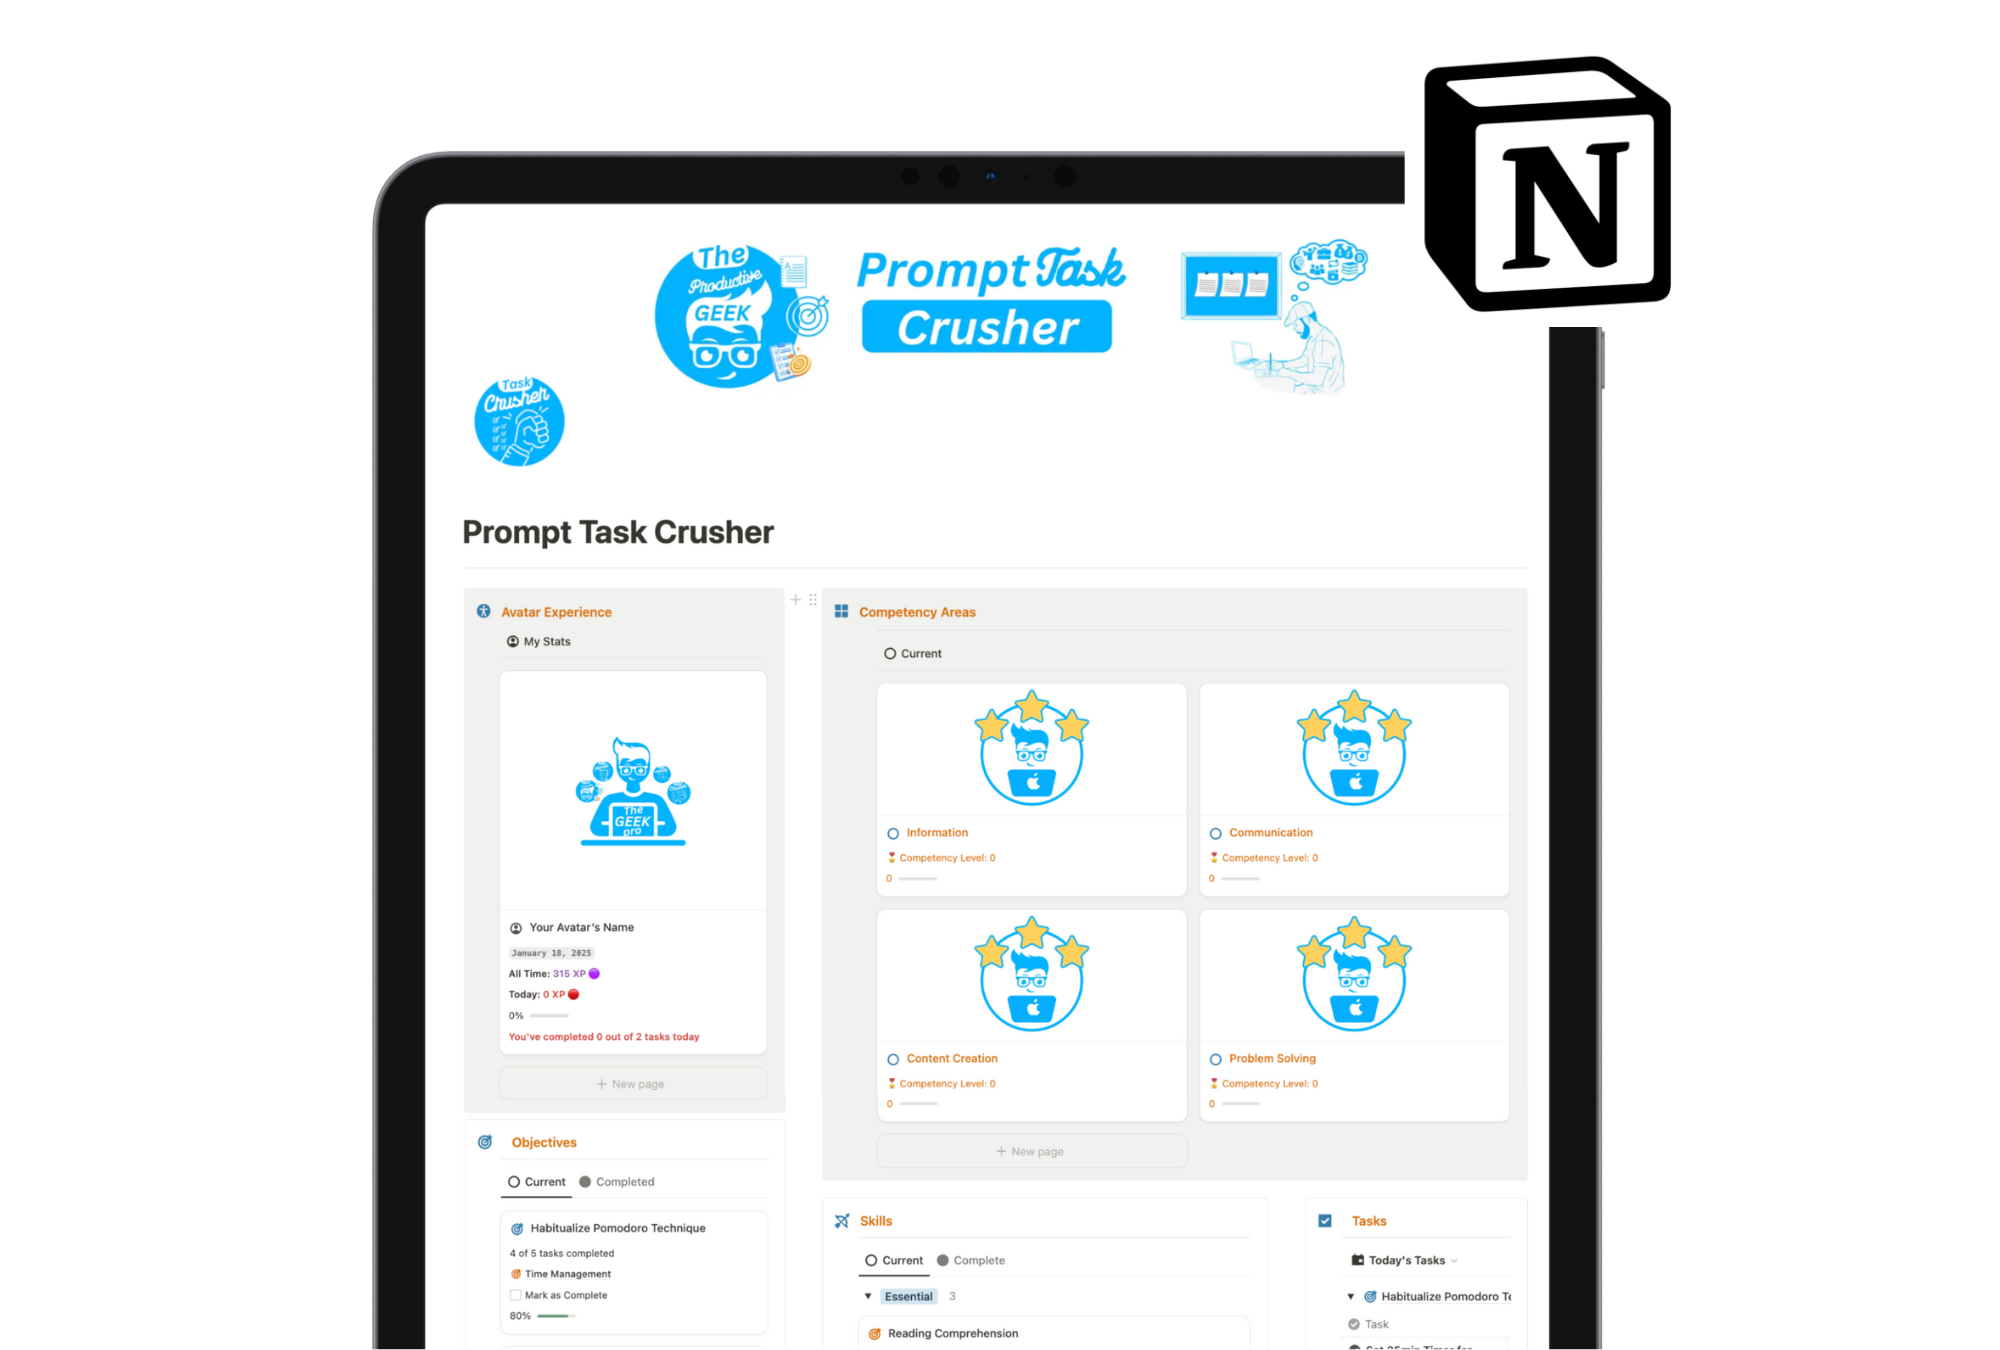 N
The
Productive
GEEK
Prompt Task
Crusher
Task
Crusher
Prompt Task Crusher
Avatar Experience
My Stats
The
GEEK
pro
Your Avatar's Name
January 18, 2025
All Time: 315 XP
Today: 0 XP
0%
You've completed 0 out of 2 tasks today
+ New page
Competency Areas
Current
Information
Competency Level: 0
0
Communication
Competency Level: 0
0
Content Creation
Competency Level: 0
0
Problem Solving
Competency Level: 0
0
+ New page
Objectives
Current Completed
Habitualize Pomodoro Technique
4 of 5 tasks completed
Time Management
Mark as Complete
80%
Skills
Current Complete
Essential 3
Reading Comprehension
Tasks
Today's Tasks
Habitualize Pomodoro Te
Task